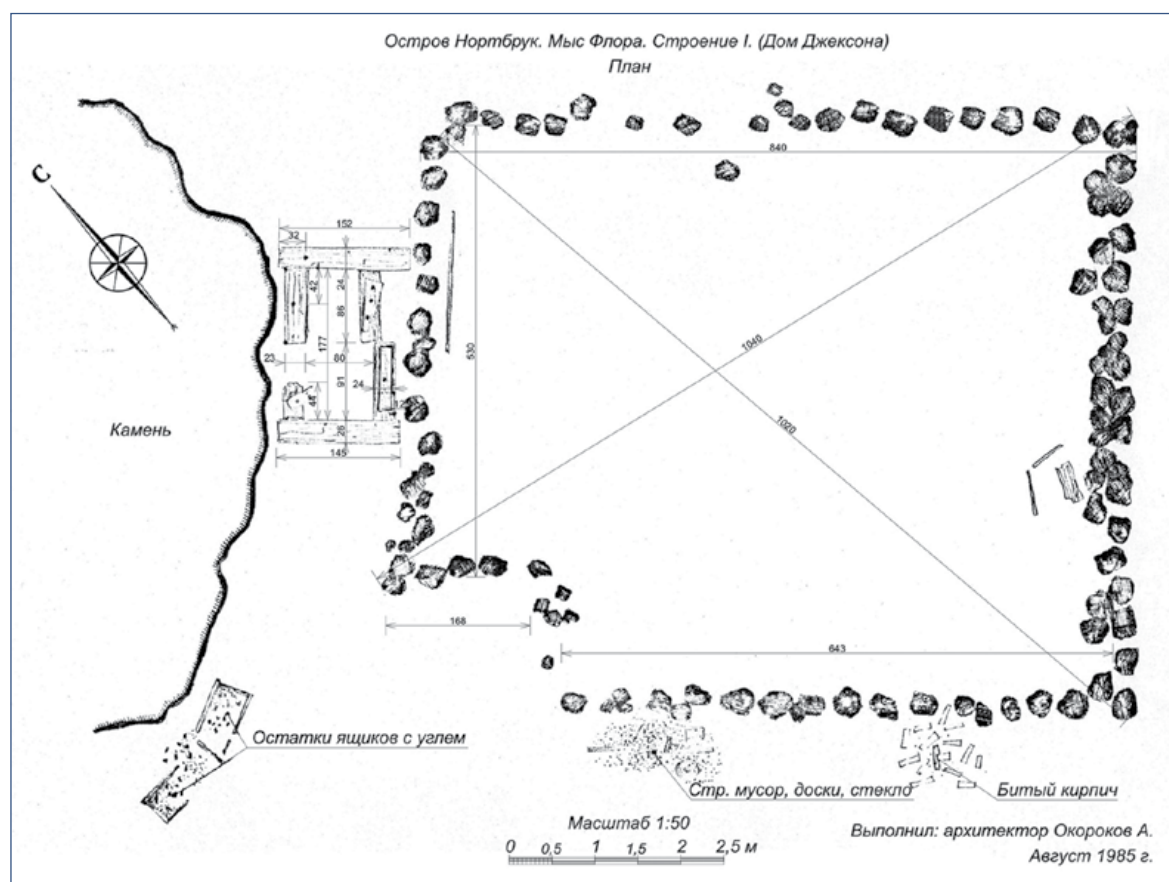 Остров Нортбрук. Мыс Флора. Строение I. (Дом Джексона)
План
840
С
152
32
42
24
86
177
23
80
530
1040
91
24
44
1020
Камень
26
145
168
643
Остатки ящиков с углем
Стр. мусор, доски, стекло
Битый кирпич
Масштаб 1:50
0 0,5 1 1,5 2 2,5 м
Выполнил: архитектор Окороков А.
Август 1985 г.